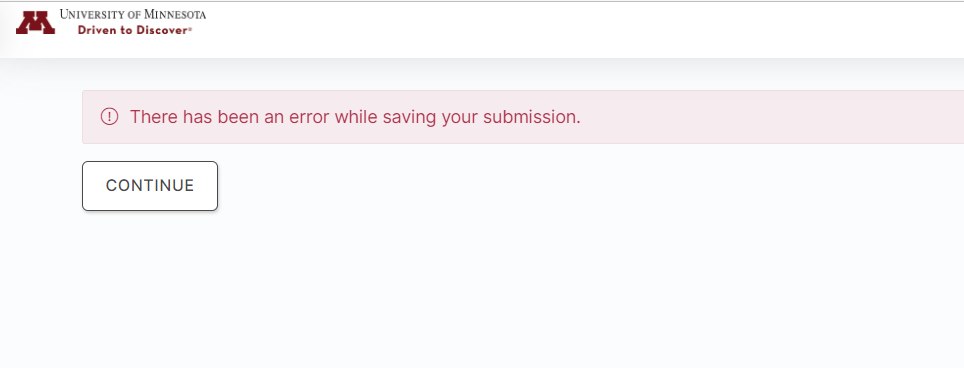 UNIVERSITY OF MINNESOTA
Driven to Discover®
There has been an error while saving your submission.
CONTINUE